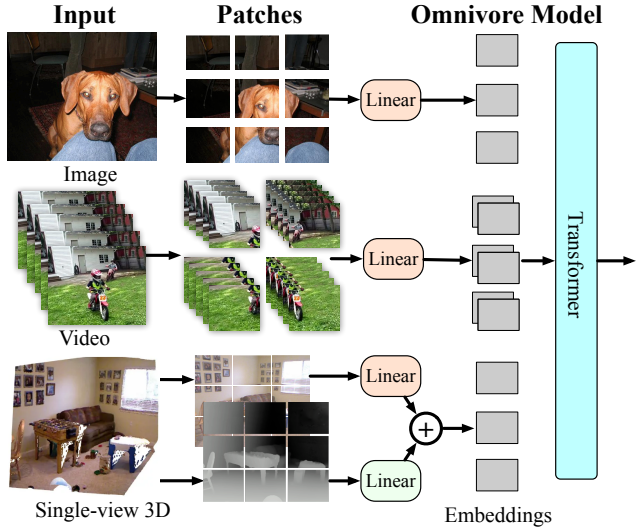 Input
Patches
Omnivore Model
Linear
Image
Linear
Transformer
Video
Linear
+
Linear
Single-view 3D
Embeddings